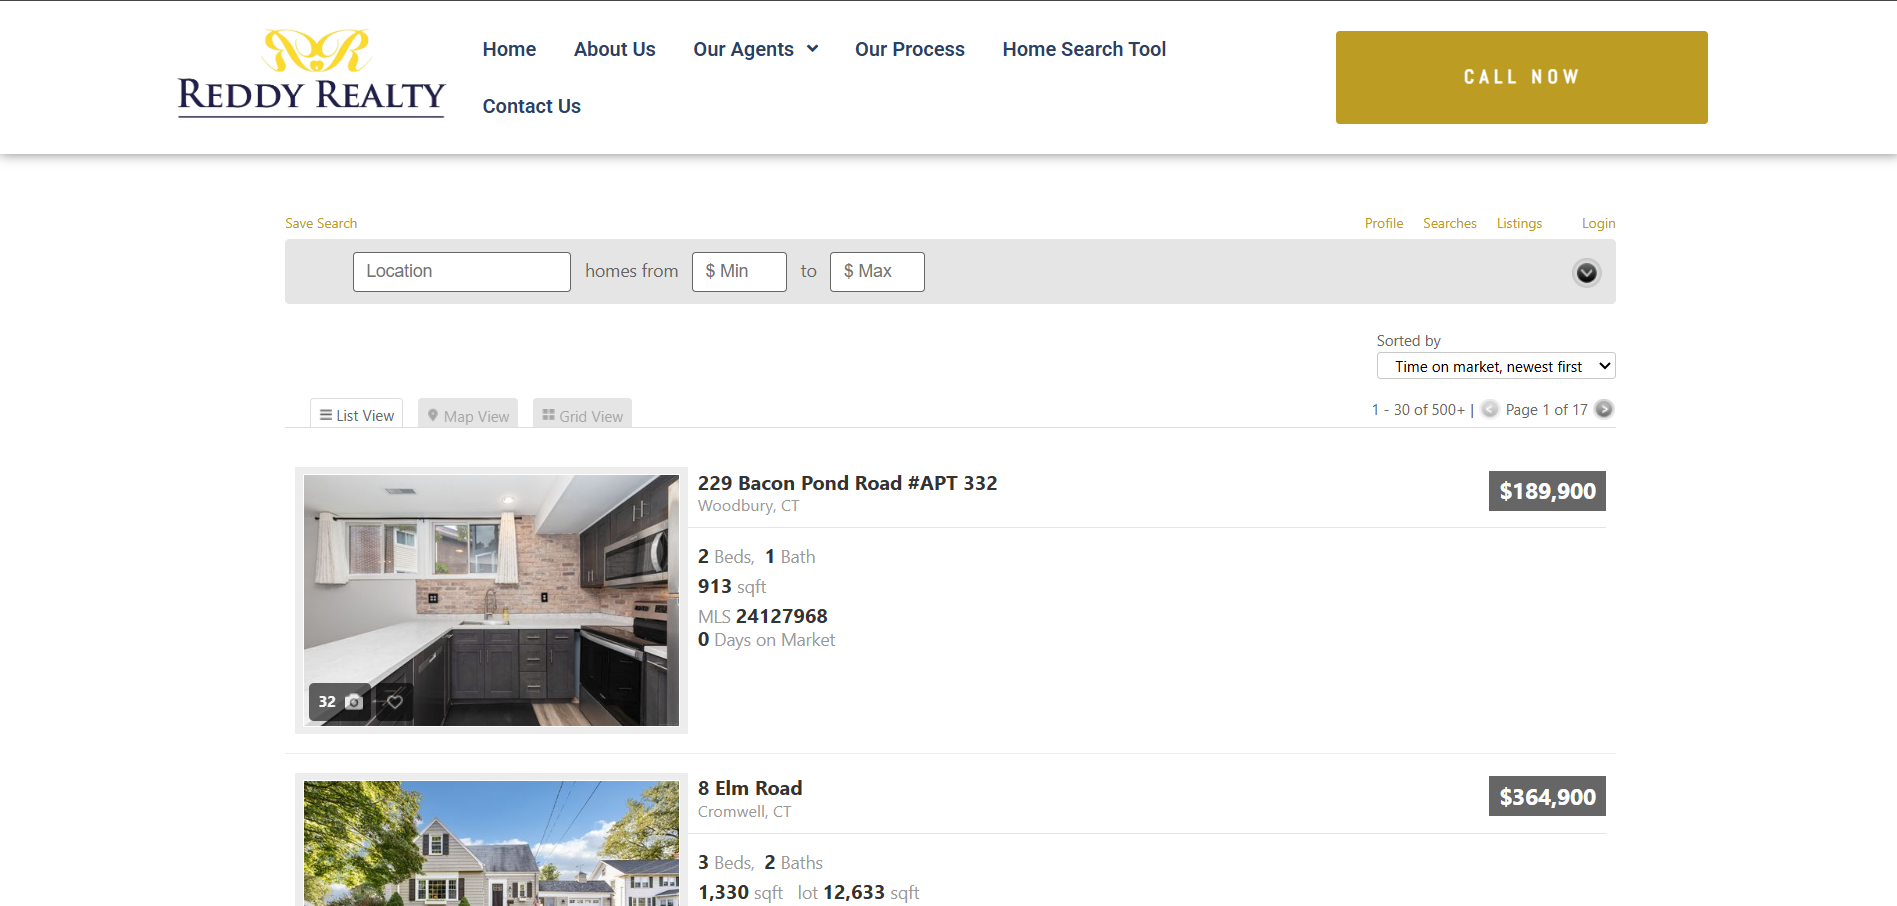 REDDY REALTY
Home About Us Our Agents Our Process Home Search Tool
Contact Us
CALL NOW
Save Search
Profile Searches Listings Login
Location homes from $ Min to $ Max
Sorted by
Time on market, newest first
List View Map View Grid View
1 - 30 of 500+ | Page 1 of 17
229 Bacon Pond Road #APT 332
Woodbury, CT
$189,900
2 Beds, 1 Bath
913 sqft
MLS 24127968
0 Days on Market
32
8 Elm Road
Cromwell, CT
$364,900
3 Beds, 2 Baths
1,330 sqft lot 12,633 sqft